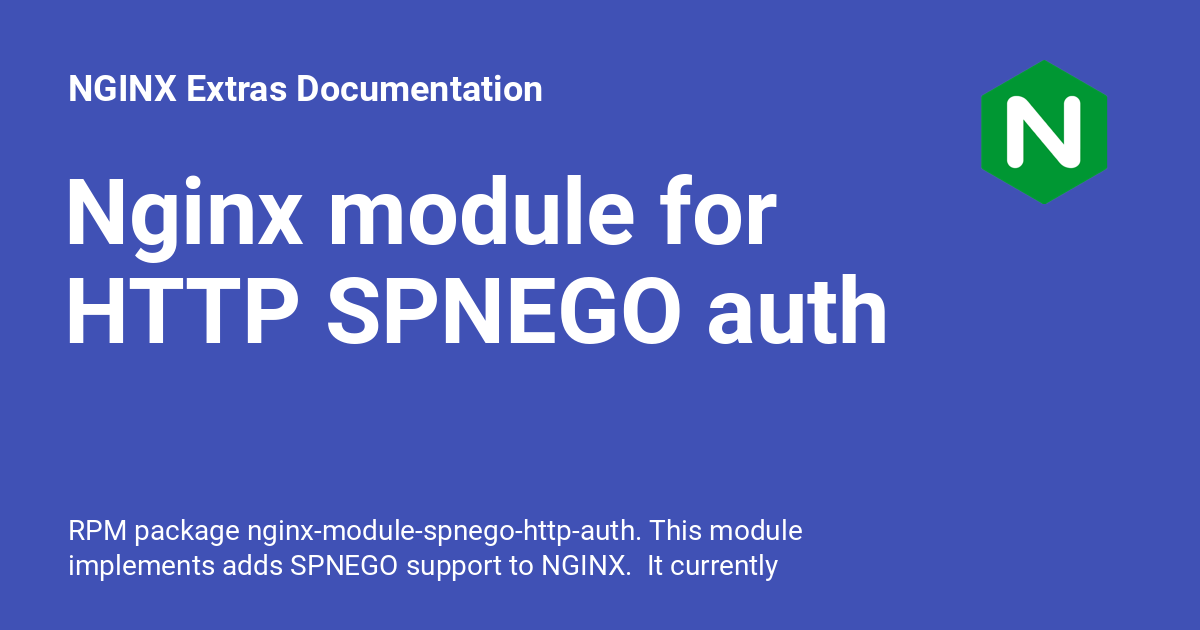 NGINX Extras Documentation
N
Nginx module for
HTTP SPNEGO auth
RPM package nginx-module-spnego-http-auth. This module
implements adds SPNEGO support to NGINX.  It currently